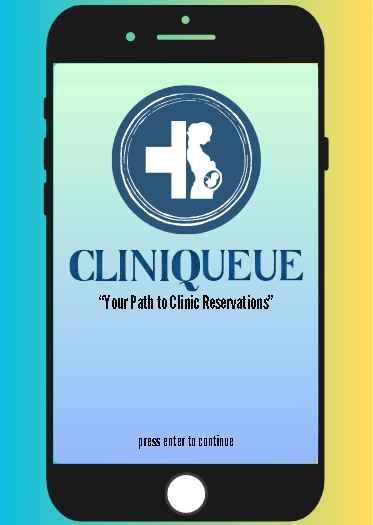 CLINIQUEUE
“Your Path to Clinic Reservations”
press enter to continue